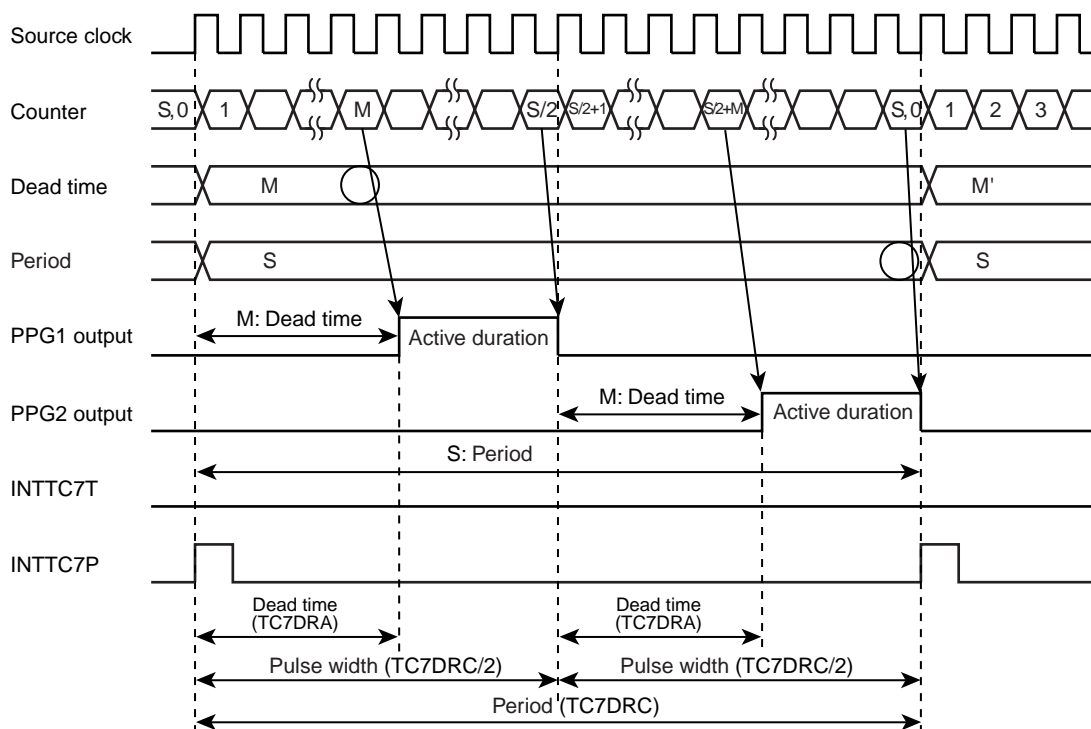 Source clock
Counter S,0 1 M S/2 S/2+1 S/2+M S,0 1 2 3
Dead time M M'
Period S S
M: Dead time
PPG1 output Active duration
M: Dead time
PPG2 output Active duration
S: Period
INTTC7T
INTTC7P
Dead time Dead time
(TC7DRA) (TC7DRA)
Pulse width (TC7DRC/2) Pulse width (TC7DRC/2)
Period (TC7DRC)